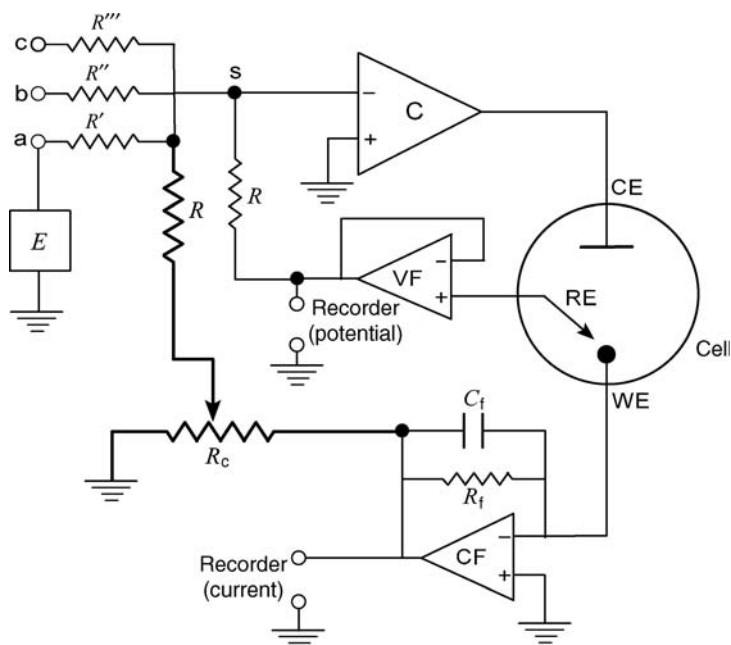 c R'''
b R'' s
a R'
− C
+
E
R R
CE
− VF
+
RE
Recorder
(potential)
Cell
WE
Cf
Rc
Rf
− CF
+
Recorder
(current)